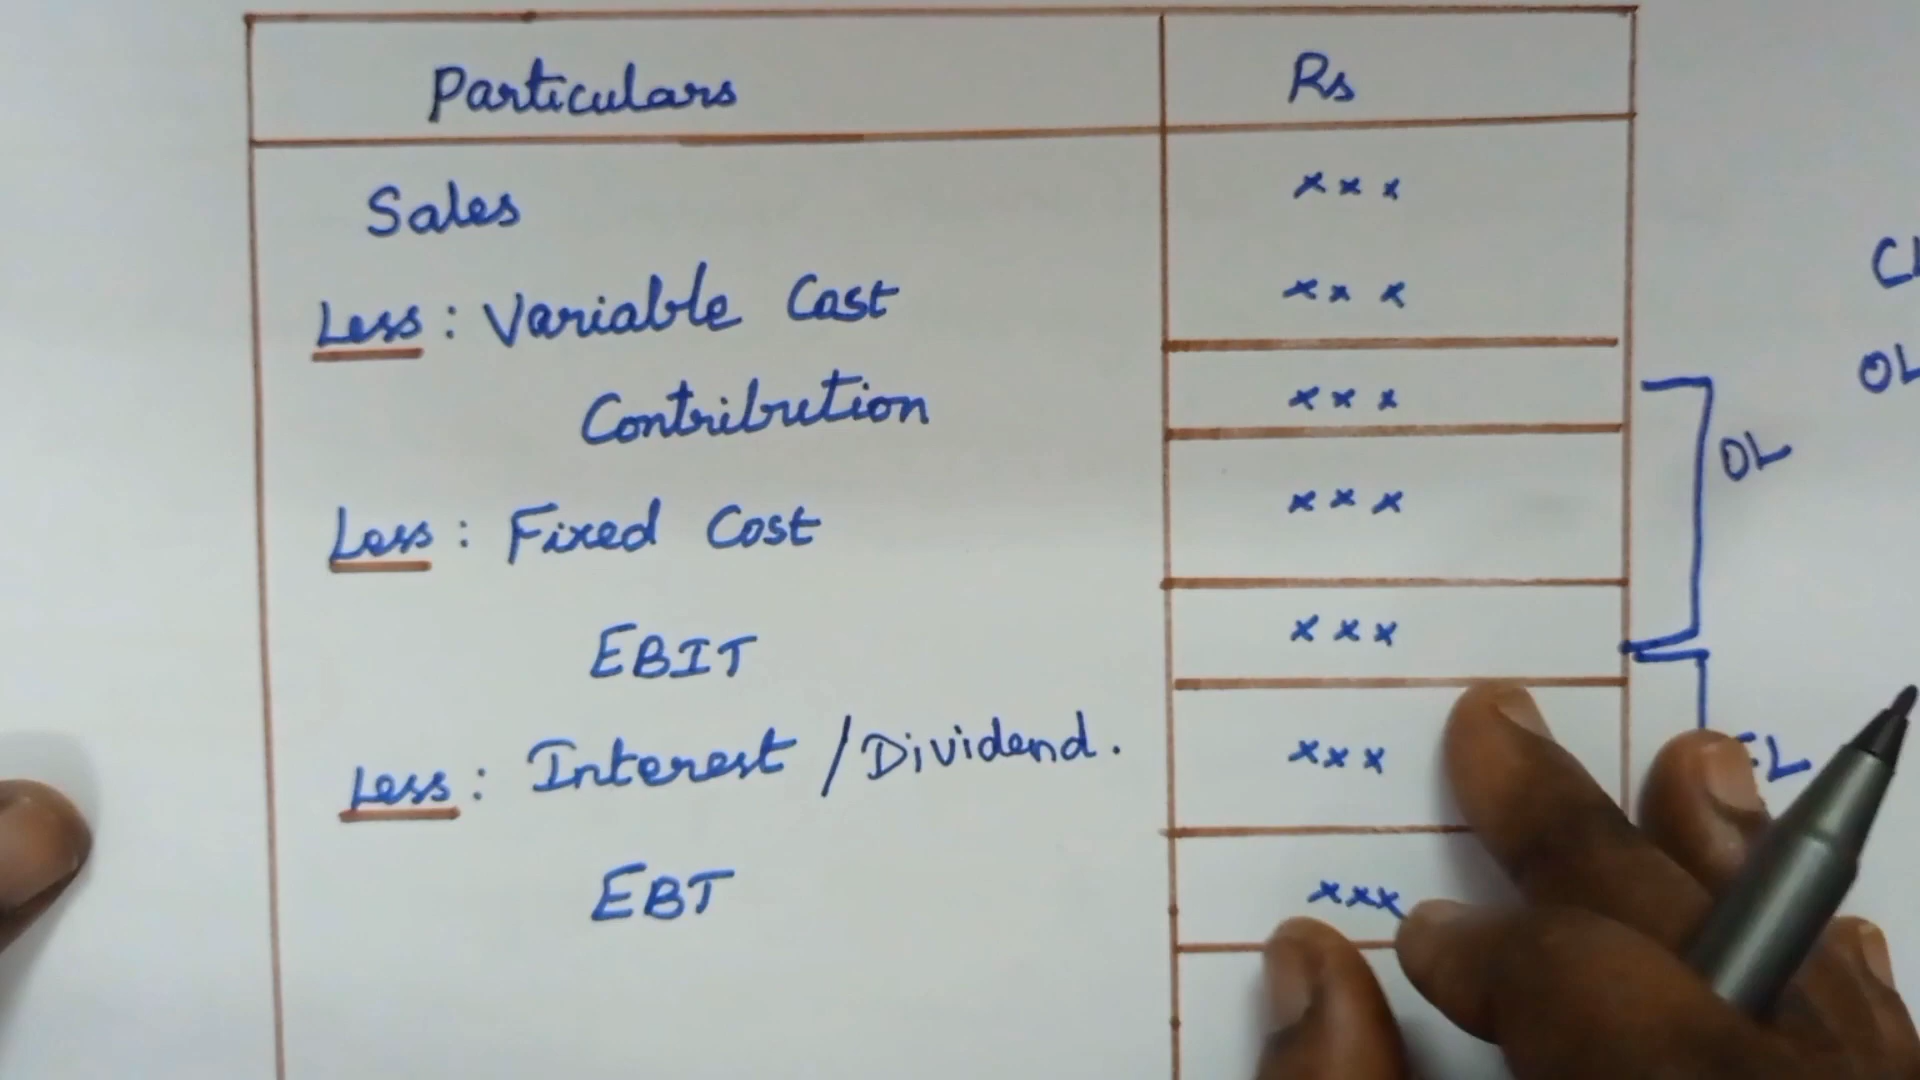 Particulars Rs
Sales xxx
Less: Variable Cost xxx
Contribution xxx
OL
Less: Fixed Cost xxx
EBIT xxx
Less: Interest / Dividend. xxx
EBT xxx